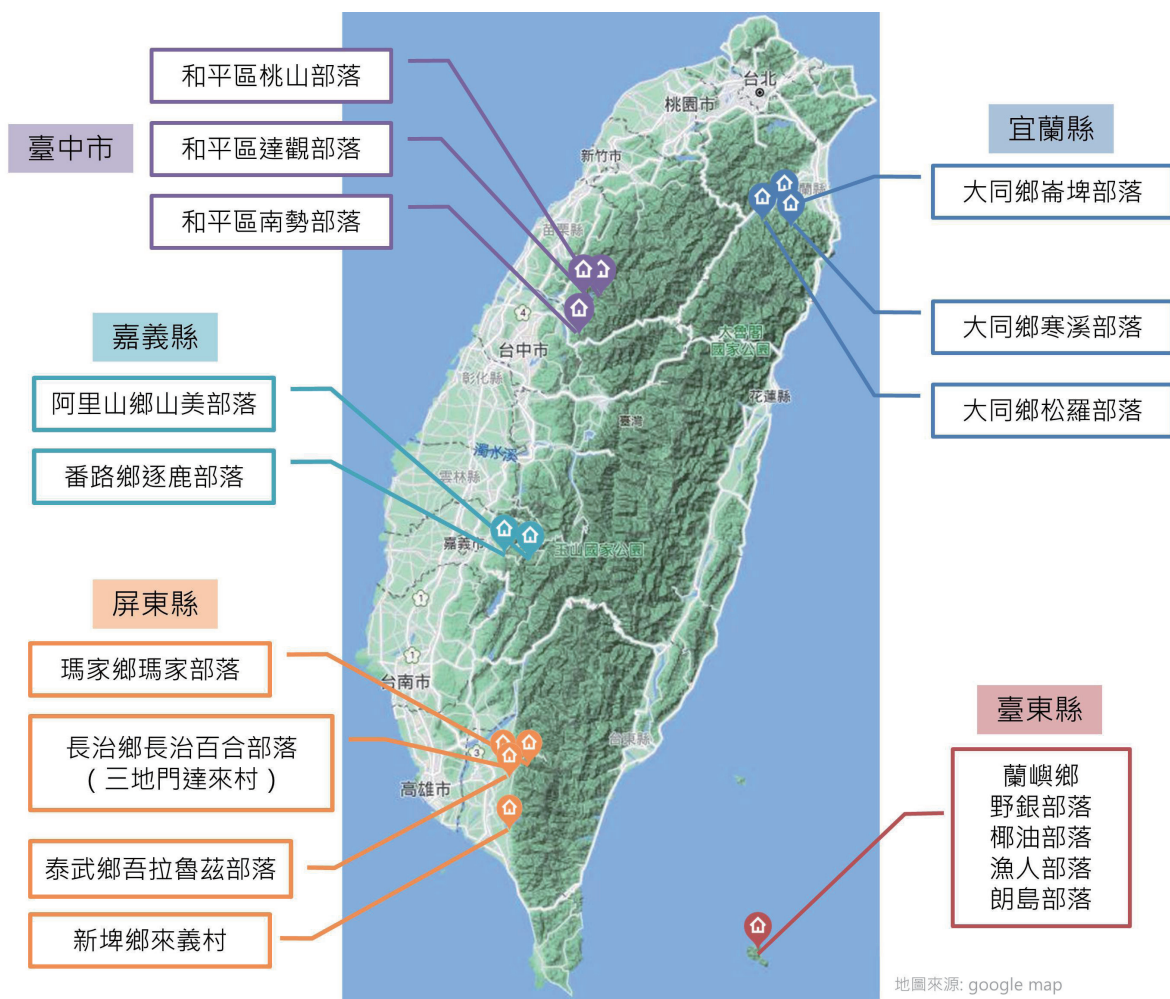 和平區桃山部落
臺中市
和平區達觀部落
和平區南勢部落
嘉義縣
阿里山鄉山美部落
番路鄉逐鹿部落
屏東縣
瑪家鄉瑪家部落
長治鄉長治百合部落
(三地門達來村)
泰武鄉吾拉魯茲部落
新埤鄉來義村
宜蘭縣
大同鄉崙埤部落
大同鄉寒溪部落
大同鄉松羅部落
臺東縣
蘭嶼鄉
野銀部落
椰油部落
漁人部落
朗島部落
台北
桃園市
新竹市
蘭縣
苗栗縣
4
台中市
太魯閣
國家公園
彰化縣
花蓮縣
臺灣
濁水溪
雲林縣
嘉義市
玉山國家公園
1
1
台南市
3
台東縣
高雄市
地圖來源: google map